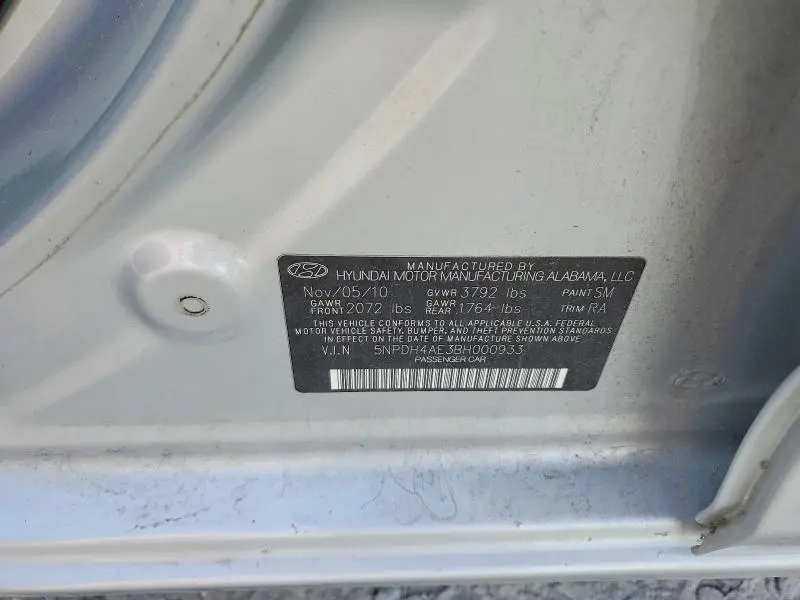 MANUFACTURED BY
HYUNDAI MOTOR MANUFACTURING ALABAMA, LLC
Nov/05/10 GVWR 3792 lbs PAINT SM
GAWR FRONT 2072 lbs GAWR REAR 1764 lbs TRIM RA
THIS VEHICLE CONFORMS TO ALL APPLICABLE U.S.A. FEDERAL
MOTOR VEHICLE SAFETY, BUMPER, AND THEFT PREVENTION STANDARDS
IN EFFECT ON THE DATE OF MANUFACTURE SHOWN ABOVE.
V.I.N 5NPDH4AE3BH000933
PASSENGER CAR